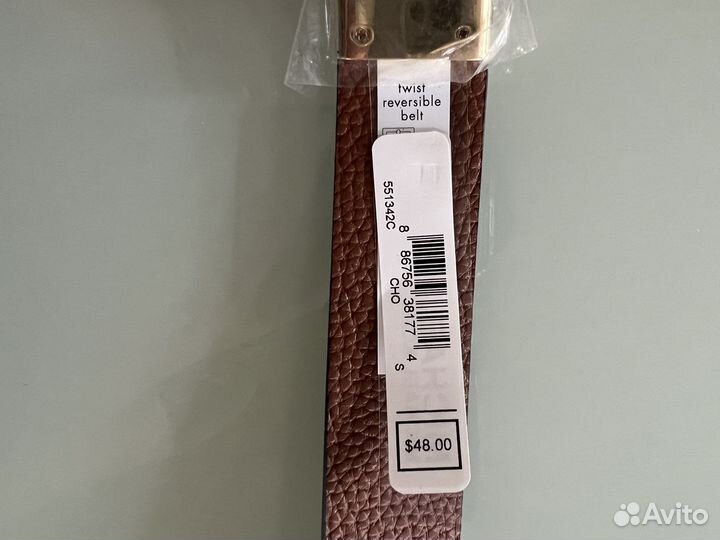 twist
reversible
belt
551342C
8 86756 38177 4
CHO
S
$48.00
Avito